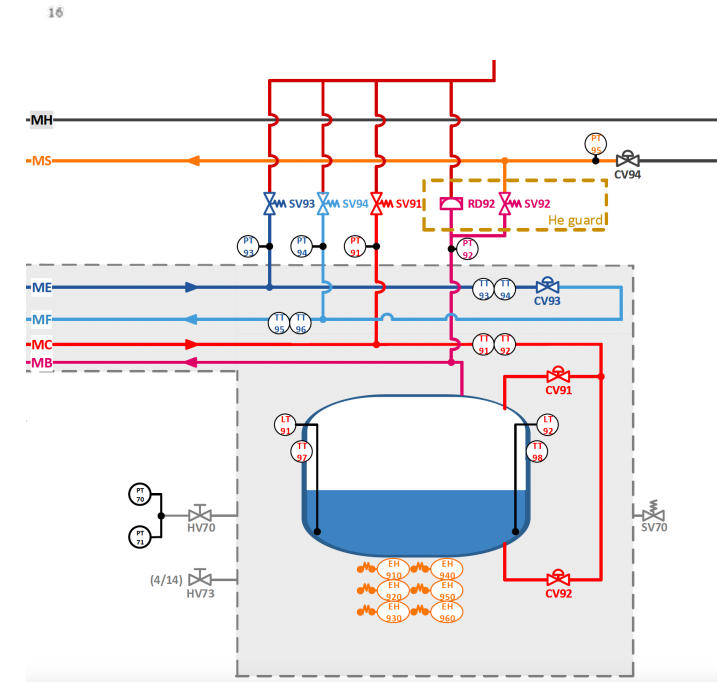 16
MH
MS
PT
95
CV94
SV93
SV94
SV91
RD92
SV92
He guard
PT
93
PT
94
PT
91
PT
92
ME
TT
93
TT
94
CV93
MF
TT
95
TT
96
MC
TT
91
TT
92
MB
CV91
LT
91
LT
92
TT
97
TT
98
PT
70
HV70
SV70
PT
71
(4/14)
HV73
EH
910
EH
940
EH
920
EH
950
EH
930
EH
960
CV92